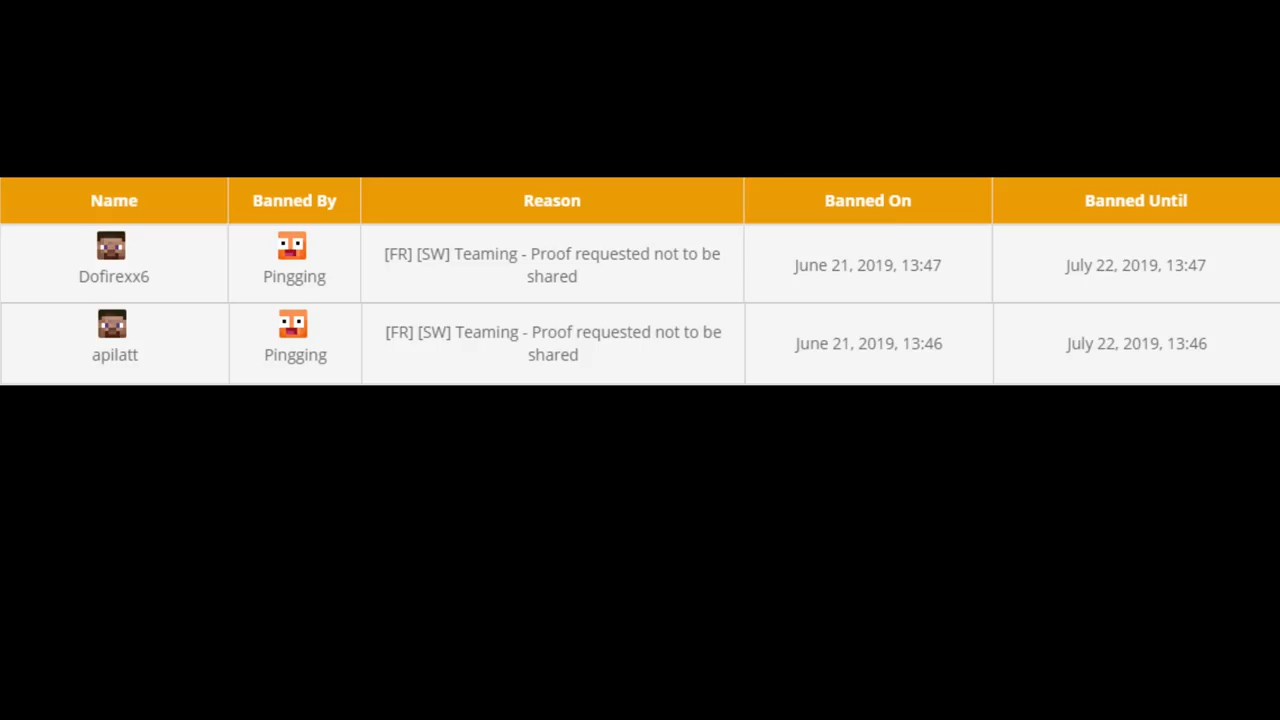 Name Banned By Reason Banned On Banned Until
[FR] [SW] Teaming - Proof requested not to be
Dofirexx6 Pingging shared June 21, 2019, 13:47 July 22, 2019, 13:47
[FR] [SW] Teaming - Proof requested not to be
apilatt Pingging shared June 21, 2019, 13:46 July 22, 2019, 13:46